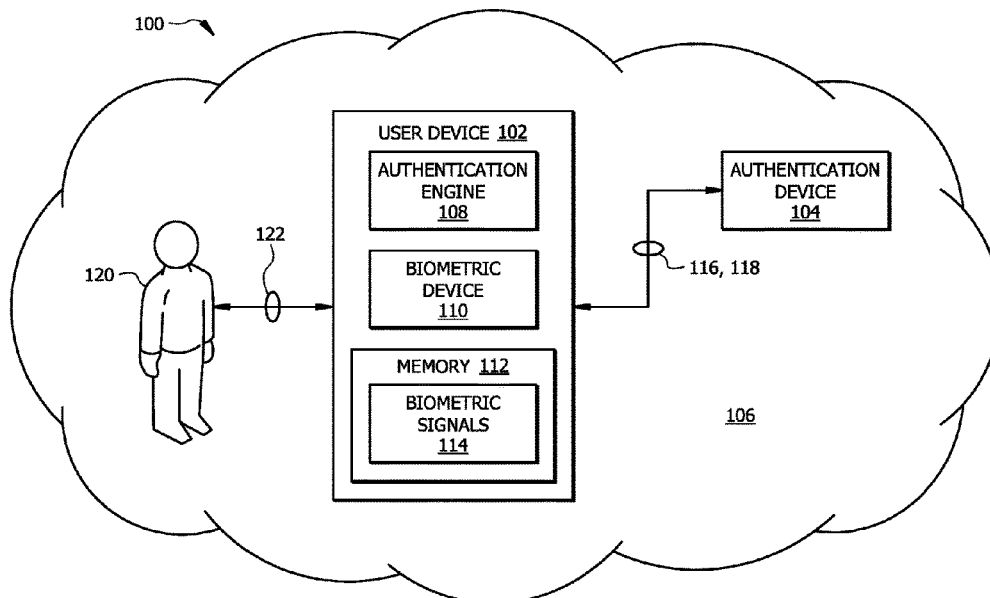 100
USER DEVICE 102
AUTHENTICATION
ENGINE
108
AUTHENTICATION
DEVICE
104
122
116, 118
120
BIOMETRIC
DEVICE
110
MEMORY 112
BIOMETRIC
SIGNALS
114
106